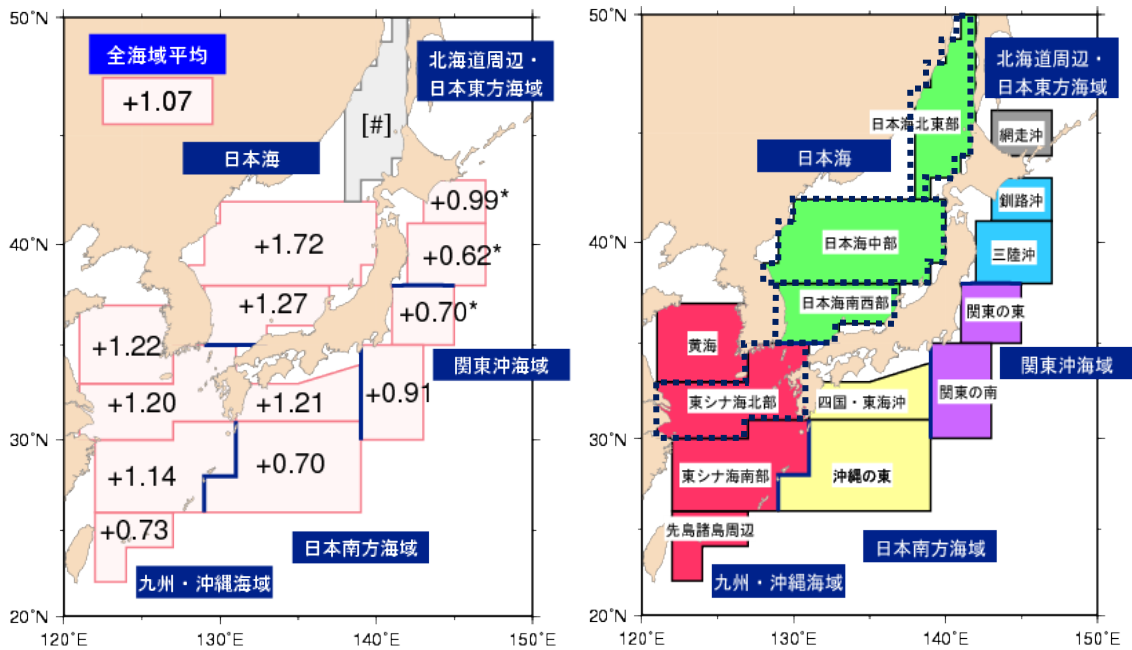 50°N
全海域平均
+1.07
北海道周辺・
日本東方海域
[#]
日本海
+0.99*
+1.72
+0.62*
40°N
+1.27
+0.70*
+1.22
関東沖海域
+1.20
+1.21
+0.91
30°N
+1.14
+0.70
+0.73
日本南方海域
九州・沖縄海域
20°N
120°E
130°E
140°E
150°E
50°N
北海道周辺・
日本東方海域
日本海北東部
網走沖
日本海
釧路沖
日本海中部
三陸沖
40°N
日本海南西部
関東の東
黄海
関東沖海域
東シナ海北部
四国・東海沖
関東の南
30°N
東シナ海南部
沖縄の東
先島諸島周辺
日本南方海域
九州・沖縄海域
20°N
120°E
130°E
140°E
150°E